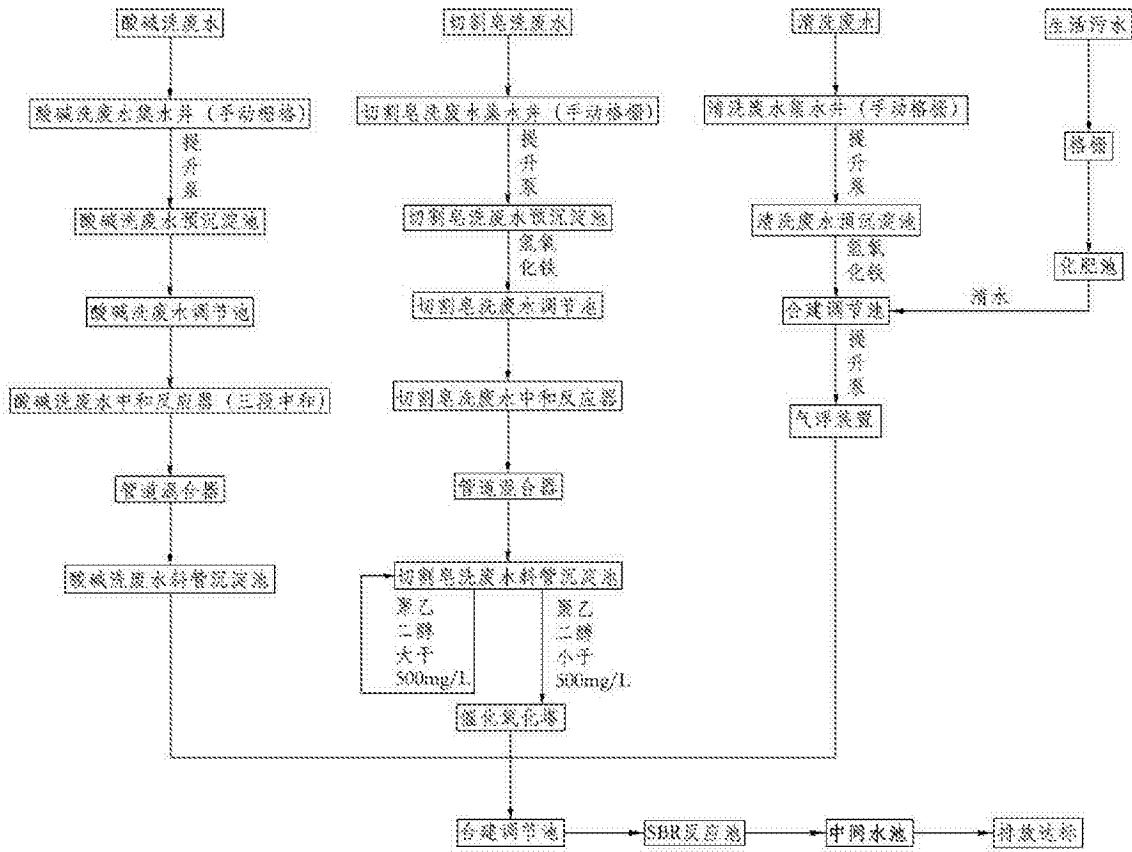 酸碱洗废水
切割皂洗废水
清洗废水
生活污水
酸碱洗废水集水井（手动格栅）
切割皂洗废水集水井（手动格栅）
清洗废水集水井（手动格栅）
提
升
泵
提
升
泵
提
升
泵
格栅
酸碱洗废水预沉淀池
切割皂洗废水预沉淀池
清洗废水预沉淀池
氢氧
化铁
氢氧
化铁
化肥池
酸碱洗废水调节池
切割皂洗废水调节池
合建调节池
清水
提
升
泵
酸碱洗废水中和反应器（三段中和）
切割皂洗废水中和反应器
气浮装置
管道混合器
管道混合器
酸碱洗废水斜管沉淀池
切割皂洗废水斜管沉淀池
聚乙
二醇
大于
500mg/L
聚乙
二醇
小于
500mg/L
催化氧化塔
合建调节池
SBR反应池
中间水池
排放达标